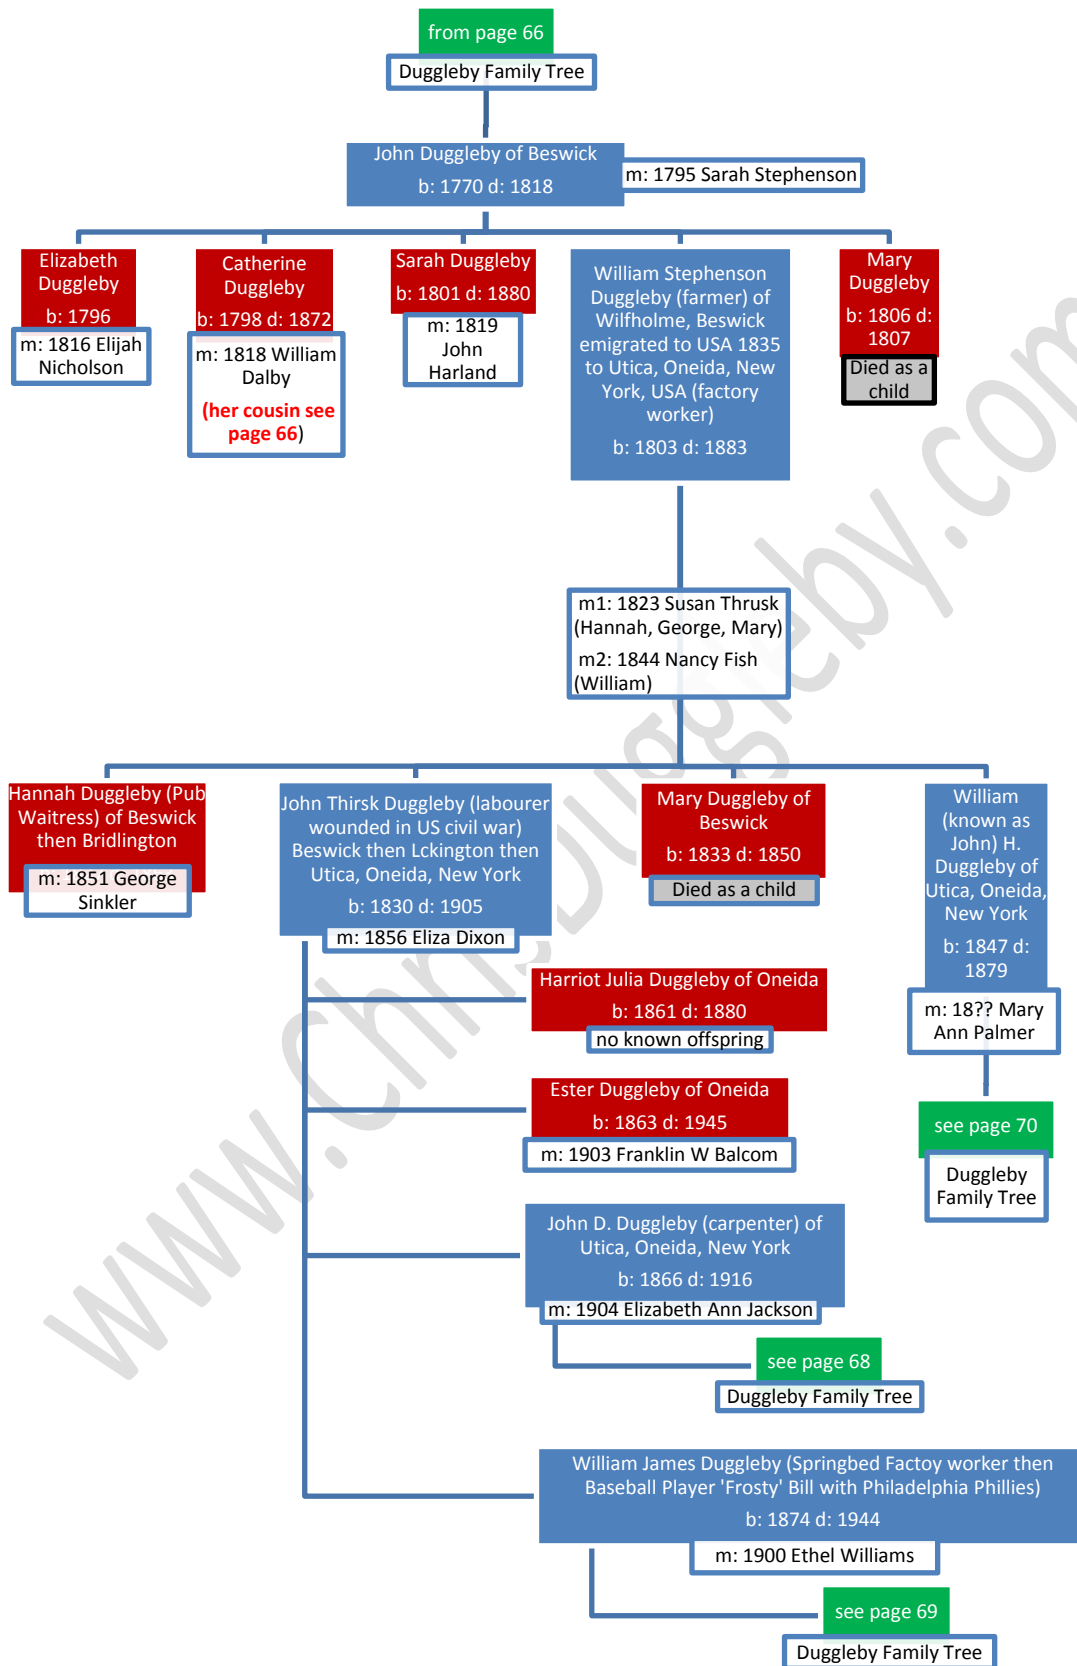 from page 66
Duggleby Family Tree
John Duggleby of Beswick
b: 1770 d: 1818
m: 1795 Sarah Stephenson
Elizabeth
Duggleby
b: 1796
m: 1816 Elijah
Nicholson
Catherine
Duggleby
b: 1798 d: 1872
m: 1818 William
Dalby
(her cousin see
page 66)
Sarah Duggleby
b: 1801 d: 1880
m: 1819
John
Harland
William Stephenson
Duggleby (farmer) of
Wilfholme, Beswick
emigrated to USA 1835
to Utica, Oneida, New
York, USA (factory
worker)
b: 1803 d: 1883
Mary
Duggleby
b: 1806 d:
1807
Died as a
child
m1: 1823 Susan Thrusk
(Hannah, George, Mary)
m2: 1844 Nancy Fish
(William)
Hannah Duggleby (Pub
Waitress) of Beswick
then Bridlington
m: 1851 George
Sinkler
John Thirsk Duggleby (labourer
wounded in US civil war)
Beswick then Lckington then
Utica, Oneida, New York
b: 1830 d: 1905
m: 1856 Eliza Dixon
Mary Duggleby of
Beswick
b: 1833 d: 1850
Died as a child
William
(known as
John) H.
Duggleby of
Utica, Oneida,
New York
b: 1847 d:
1879
m: 18?? Mary
Ann Palmer
see page 70
Duggleby
Family Tree
Harriot Julia Duggleby of Oneida
b: 1861 d: 1880
no known offspring
Ester Duggleby of Oneida
b: 1863 d: 1945
m: 1903 Franklin W Balcom
John D. Duggleby (carpenter) of
Utica, Oneida, New York
b: 1866 d: 1916
m: 1904 Elizabeth Ann Jackson
see page 68
Duggleby Family Tree
William James Duggleby (Springbed Factoy worker then
Baseball Player 'Frosty' Bill with Philadelphia Phillies)
b: 1874 d: 1944
m: 1900 Ethel Williams
see page 69
Duggleby Family Tree
www.ChrisDuggleby.com